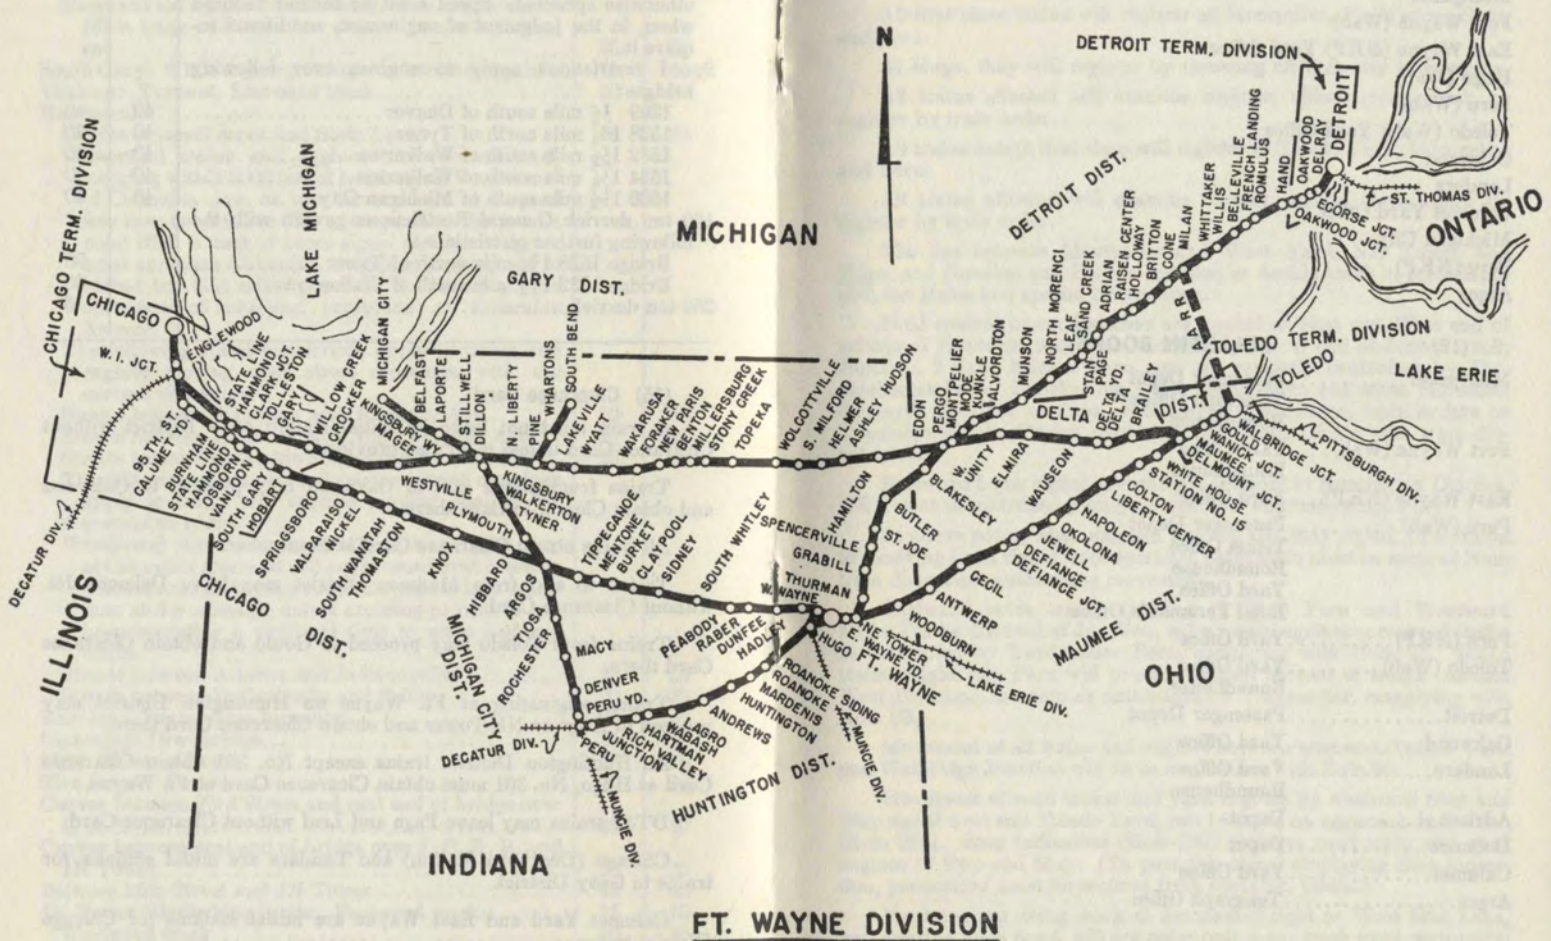 N
DETROIT TERM. DIVISION
DETROIT
ST. THOMAS DIV.
ONTARIO
CHICAGO TERM. DIVISION
CHICAGO
ENGLEWOOD
W. I. JCT.
LAKE MICHIGAN
MICHIGAN
GARY
DIST.
DETROIT DIST.
STATE LINE
HAMMOND
CLARK JCT.
TOLLESTON
GARY
WILLOW CREEK
CROCKER
MICHIGAN CITY
KINGSBURY WY.
MAGEE
BELFAST
LAPORTE
STILLWELL
DILLON
N. LIBERTY
PINE
WHARTONS
SOUTH BEND
LAKEVILLE
WYATT
WAKARUSA
FORAKER
NEW PARIS
BENTON
MILLERSBURG
STONY CREEK
TOPEKA
WOLCOTTVILLE
S. MILFORD
HELMER
ASHLEY HUDSON
EDON
PERGO
MONTPELIER
MODE
KUNKLE
ALVORDTON
MUNISON
NORTH MORENCI
LEAF
SAND CREEK
STANLEY
PAGE
ADRIAN
RAISEN CENTER
HOLLOWAY
BRITTON
CONE
MILAN
WHITTAKER
WILLIS
BELLEVILLE
FRENCH LANDING
ROMULUS
HAND
OAKWOOD
DELRAY
ECORSE JCT.
OAKWOOD JCT.
A.A.R.R.
TOLEDO TERM. DIVISION
TOLEDO
LAKE ERIE
DELTA
DIST.
W. UNITY
ELMIRA
WAUSEON
DELTA
DELTA YD.
BRAILEY
WALBRIDGE JCT.
PITTSBURGH DIV.
GOULD
WANICK JCT.
MAUMEE
DELMONT JCT.
WHITE HOUSE
STATION NO. 15
COLTON
LIBERTY CENTER
NAPOLEON
OKOLONA
JEWELL
DEFIANCE
DEFIANCE JCT.
CECIL
ANTWERP
WOODBURN
MAUMEE DIST.
OHIO
95 TH. ST.
CALUMET YD.
BURNHAM
STATE LINE
HAMMOND
OSBORN
VANLOON
SOUTH GARY
HOBART
SPRIGGSBORO
VALPARAISO
NICKEL
SOUTH WANATAH
THOMASTON
WESTVILLE
PLYMOUTH
KINGSBURY
WALKERTON
TYNER
KNOX
HIBBARD
ARGOS
TIOSA
ROCHESTER
MACY
DENVER
PERU YD.
PERU
TIPPECANOE
MENTONE
BURKET
CLAYPOOL
SIDNEY
SOUTH WHITLEY
PEABODY
RABER
DUNFEE
HADLEY
W. WAYNE
THURMAN
GRABILL
SPENCERVILLE
HAMILTON
BLAKESLEY
BUTLER
ST. JOE
HUGO
FT. WAYNE
E. WAYNE YD.
NE TOWER
LAKE ERIE DIV.
ROANOKE SIDING
ROANOKE
MARDENIS
HUNTINGTON
ANDREWS
LAGRO
WABASH
HARTMAN
RICH VALLEY
JUNCTION
MUNCIE DIV.
MUNCIE DIV.
DECATUR DIV.
DECATUR DIV.
ILLINOIS
CHICAGO
DIST.
MICHIGAN CITY
DIST.
HUNTINGTON DIST.
INDIANA
FT. WAYNE DIVISION